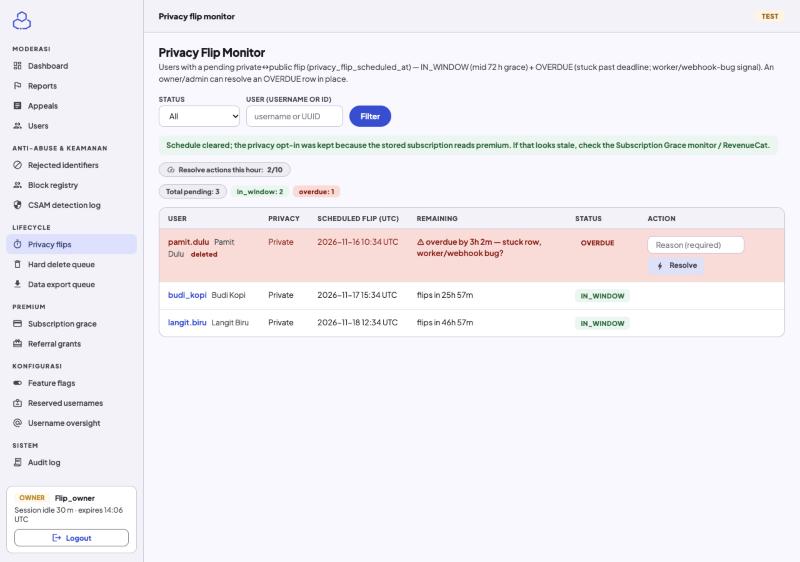 Privacy flip monitor
TEST
MODERASI
Dashboard
Reports
Appeals
Users
ANTI-ABUSE & KEAMANAN
Rejected identifiers
Block registry
CSAM detection log
LIFECYCLE
Privacy flips
Hard delete queue
Data export queue
PREMIUM
Subscription grace
Referral grants
KONFIGURASI
Feature flags
Reserved usernames
Username oversight
SISTEM
Audit log
OWNER Flip_owner
Session idle 30 m · expires 14:06
UTC
Logout
Privacy Flip Monitor
Users with a pending private↔public flip (privacy_flip_scheduled_at) — IN_WINDOW (mid 72 h grace) + OVERDUE (stuck past deadline; worker/webhook-bug signal). An
owner/admin can resolve an OVERDUE row in place.
STATUS USER (USERNAME OR ID)
All username or UUID Filter
Schedule cleared; the privacy opt-in was kept because the stored subscription reads premium. If that looks stale, check the Subscription Grace monitor / RevenueCat.
Resolve actions this hour: 2/10
Total pending: 3 in_window: 2 overdue: 1
USER PRIVACY SCHEDULED FLIP (UTC) REMAINING STATUS ACTION
pamit.dulu Pamit Private 2026-11-16 10:34 UTC ⚠ overdue by 3h 2m — stuck row, OVERDUE Reason (required)
Dulu deleted worker/webhook bug?
Resolve
budi_kopi Budi Kopi Private 2026-11-17 15:34 UTC flips in 25h 57m IN_WINDOW
langit.biru Langit Biru Private 2026-11-18 12:34 UTC flips in 46h 57m IN_WINDOW